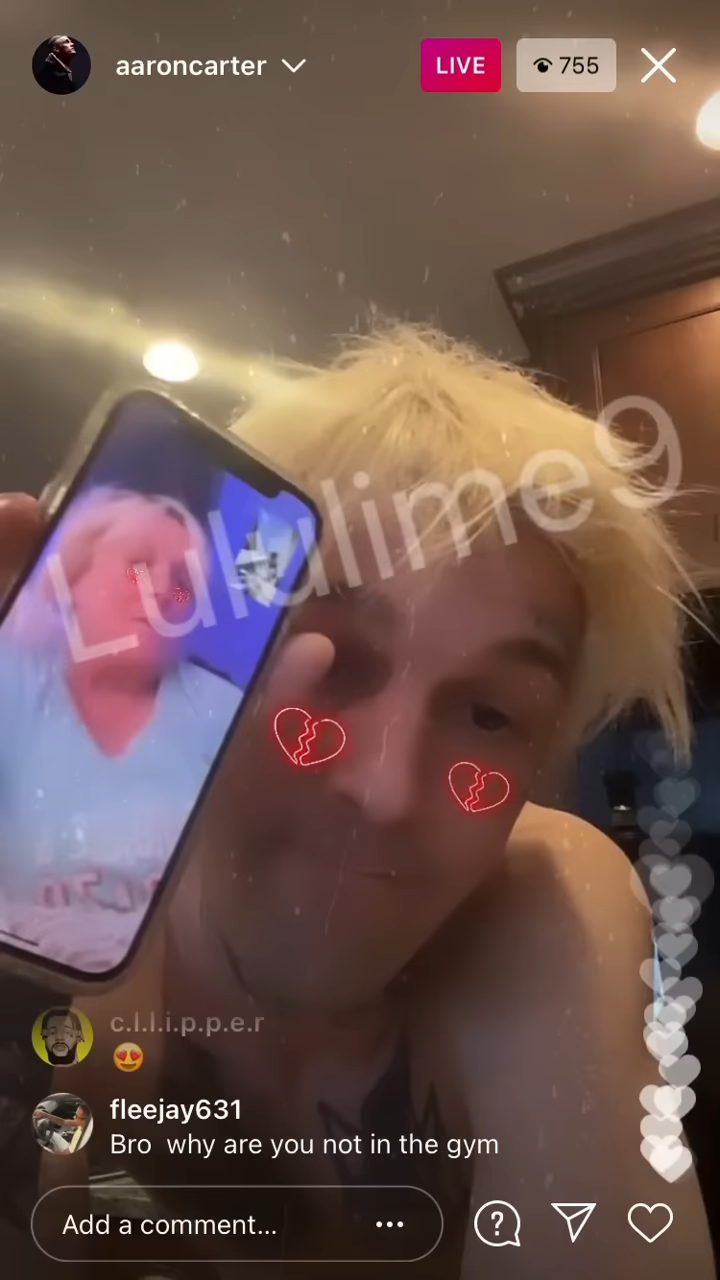 aaroncarter
LIVE
755
Lululime9
c.l.l.i.p.p.e.r
😍
fleejay631
Bro why are you not in the gym
Add a comment...